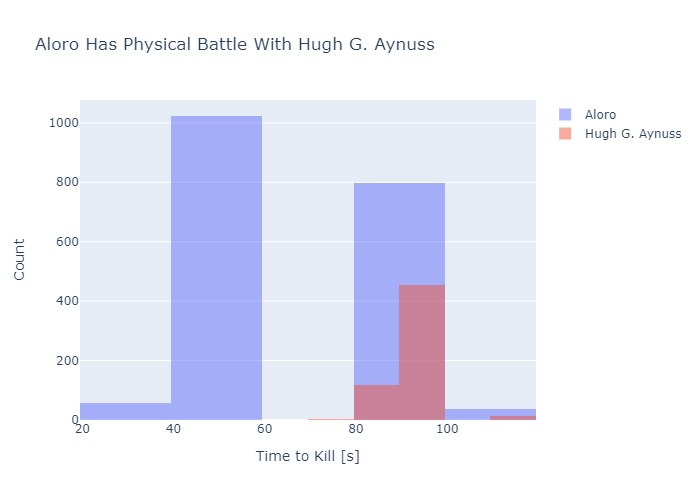 Aloro Has Physical Battle With Hugh G. Aynuss
Aloro
Hugh G. Aynuss
1000
800
600
400
200
0
20
40
60
80
100
Count
Time to Kill [s]